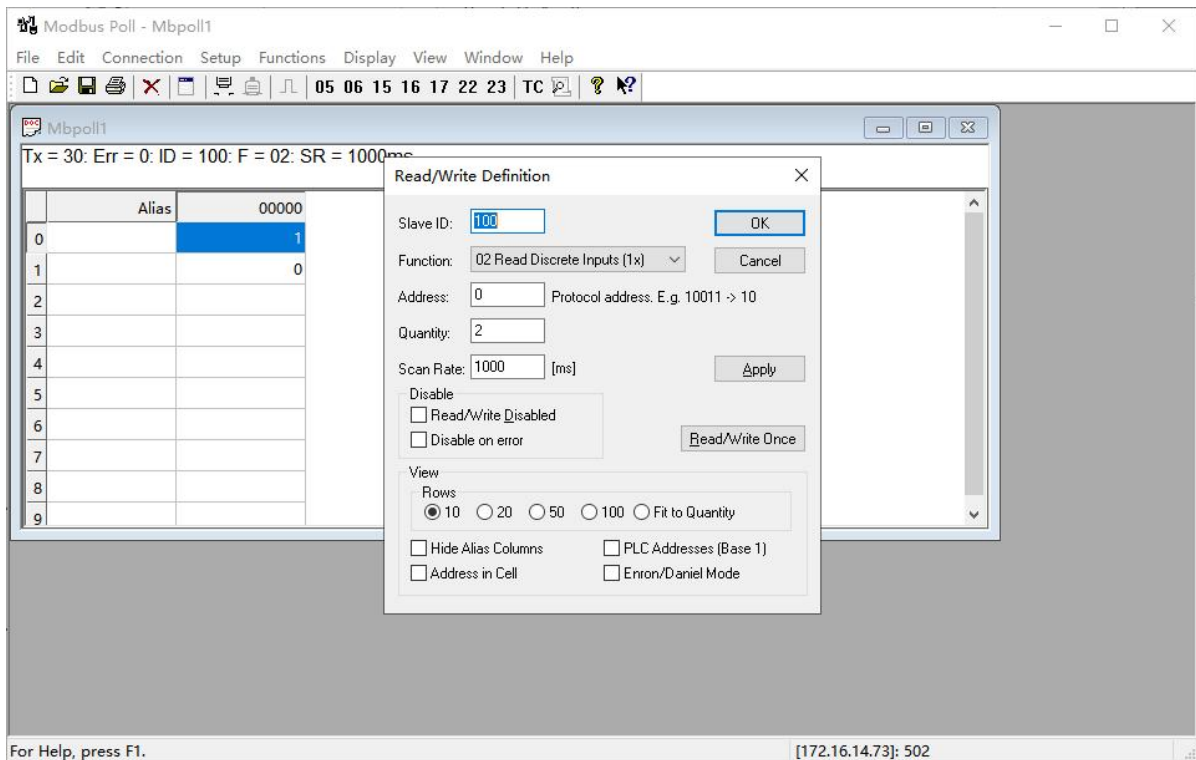 Modbus Poll - Mbpoll1
File Edit Connection Setup Functions Display View Window Help
05 06 15 16 17 22 23 TC
Mbpoll1
Tx = 30: Err = 0: ID = 100: F = 02: SR = 1000ms
Alias 00000
0 1
1 0
2
3
4
5
6
7
8
9
Read/Write Definition
Slave ID: 100 OK
Function: 02 Read Discrete Inputs (1x) Cancel
Address: 0 Protocol address. E.g. 10011 -> 10
Quantity: 2
Scan Rate: 1000 [ms] Apply
Disable
Read/Write Disabled
Disable on error
Read/Write Once
View
Rows
10 20 50 100 Fit to Quantity
Hide Alias Columns PLC Addresses (Base 1)
Address in Cell Enron/Daniel Mode
For Help, press F1. [172.16.14.73]: 502